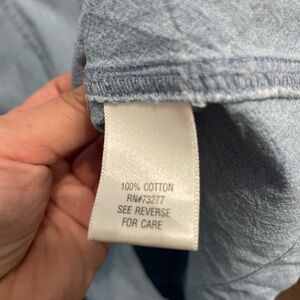 100% COTTON
RN#73277
SEE REVERSE
FOR CARE